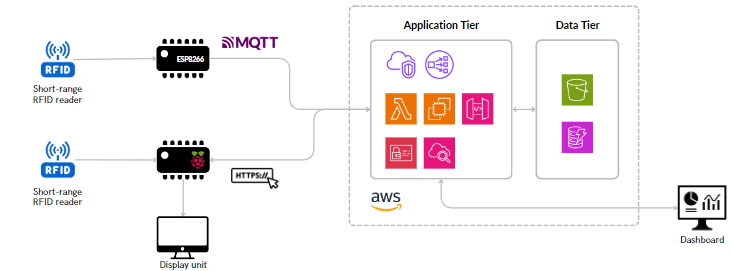 Application Tier
Data Tier
MQTT
ESP8266
RFID
Short-range
RFID reader
RFID
HTTPS://
Short-range
RFID reader
aws
Dashboard
Display unit